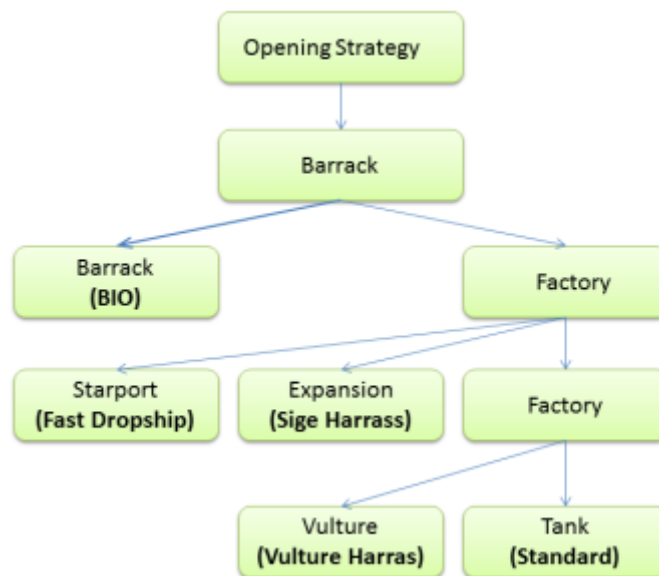 Opening Strategy
Barrack
Barrack
(BIO)
Factory
Starport
(Fast Dropship)
Expansion
(Sige Harrass)
Factory
Vulture
(Vulture Harras)
Tank
(Standard)